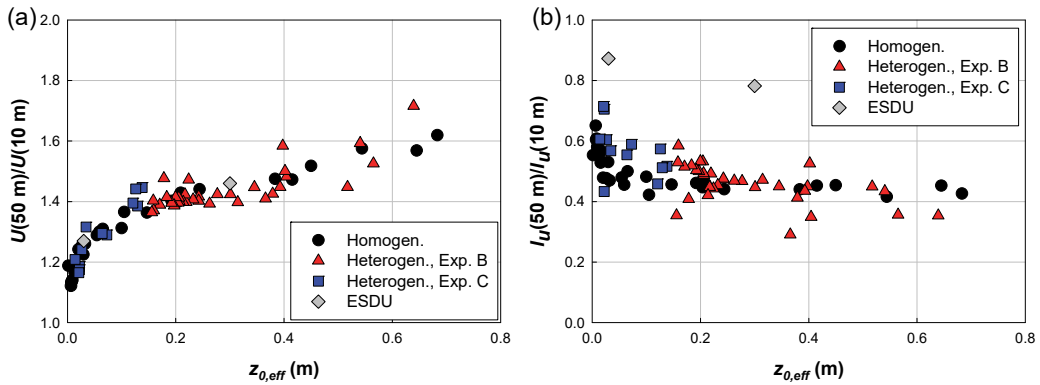 (a)
2.0
1.8
1.6
1.4
1.2
1.0
U(50 m)/U(10 m)
0.0 0.2 0.4 0.6 0.8
z0,eff (m)
Homogen.
Heterogen., Exp. B
Heterogen., Exp. C
ESDU
(b)
1.0
0.8
0.6
0.4
0.2
0.0
Iu(50 m)/Iu(10 m)
0.0 0.2 0.4 0.6 0.8
z0,eff (m)
Homogen.
Heterogen., Exp. B
Heterogen., Exp. C
ESDU